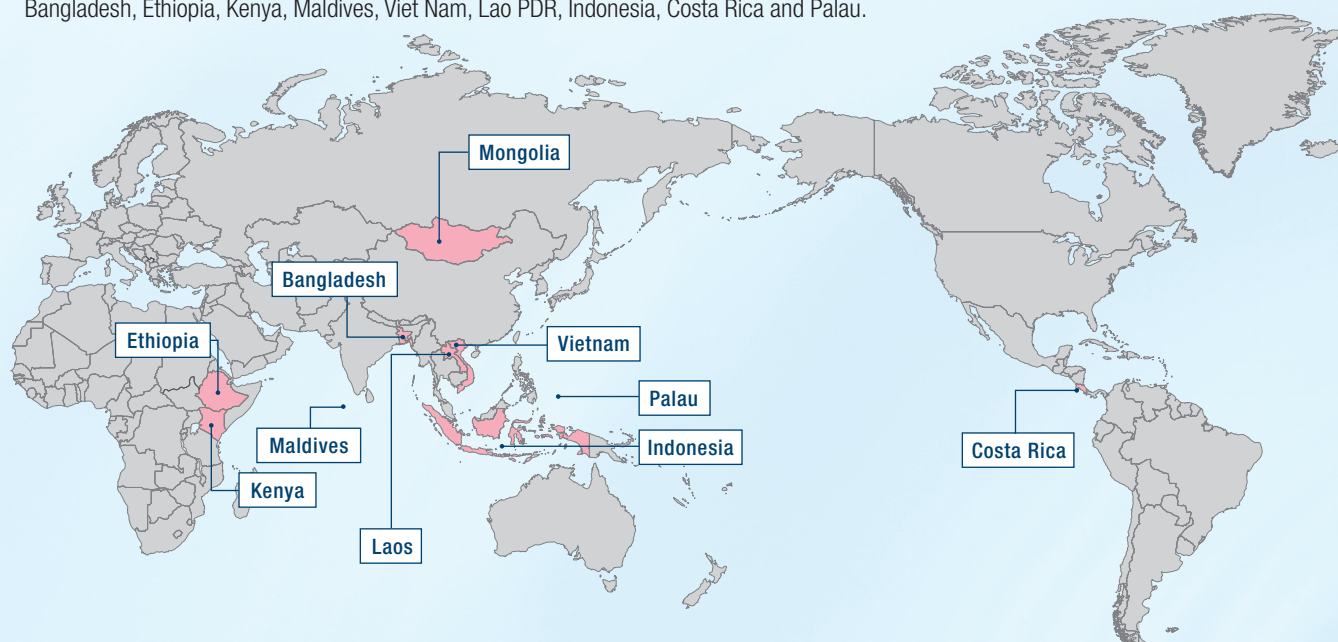 Bangladesh, Ethiopia, Kenya, Maldives, Viet Nam, Lao PDR, Indonesia, Costa Rica and Palau.
Mongolia
Bangladesh
Ethiopia
Vietnam
Palau
Maldives
Indonesia
Costa Rica
Kenya
Laos